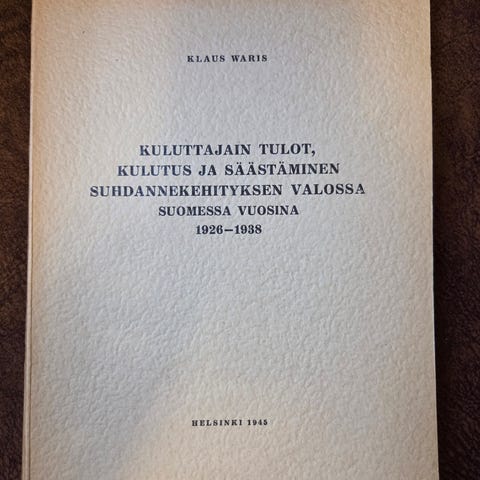 KLAUS WARIS
KULUTTAJAIN TULOT,
KULUTUS JA SÄÄSTÄMINEN
SUHDANNEKEHITYKSEN VALOSSA
SUOMESSA VUOSINA
1926–1938
HELSINKI 1945